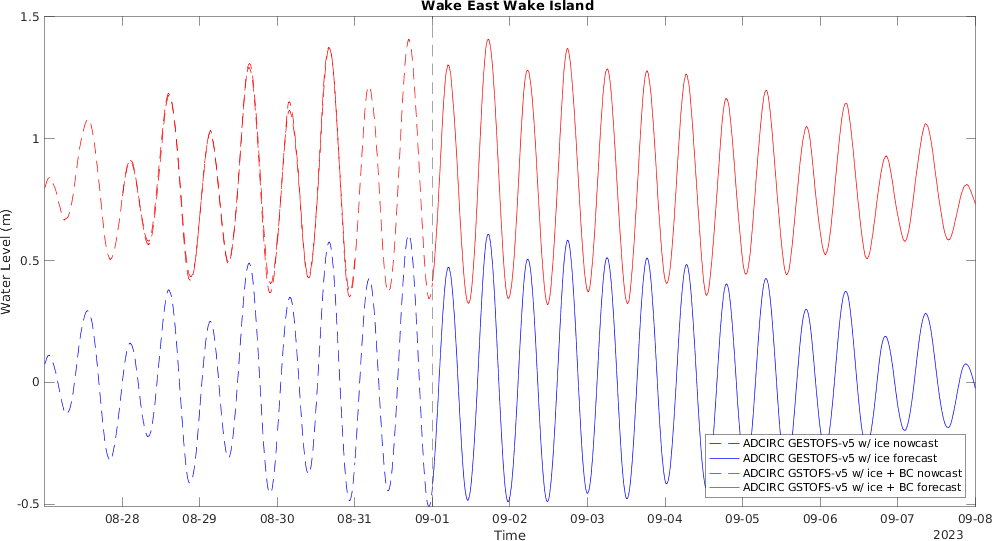 Wake East Wake Island
1.5
1
0.5
0
-0.5
Water Level (m)
08-28 08-29 08-30 08-31 09-01 09-02 09-03 09-04 09-05 09-06 09-07 09-08
Time
2023
ADCIRC GESTOFS-v5 w/ ice nowcast
ADCIRC GESTOFS-v5 w/ ice forecast
ADCIRC GSTOFS-v5 w/ ice + BC nowcast
ADCIRC GSTOFS-v5 w/ ice + BC forecast